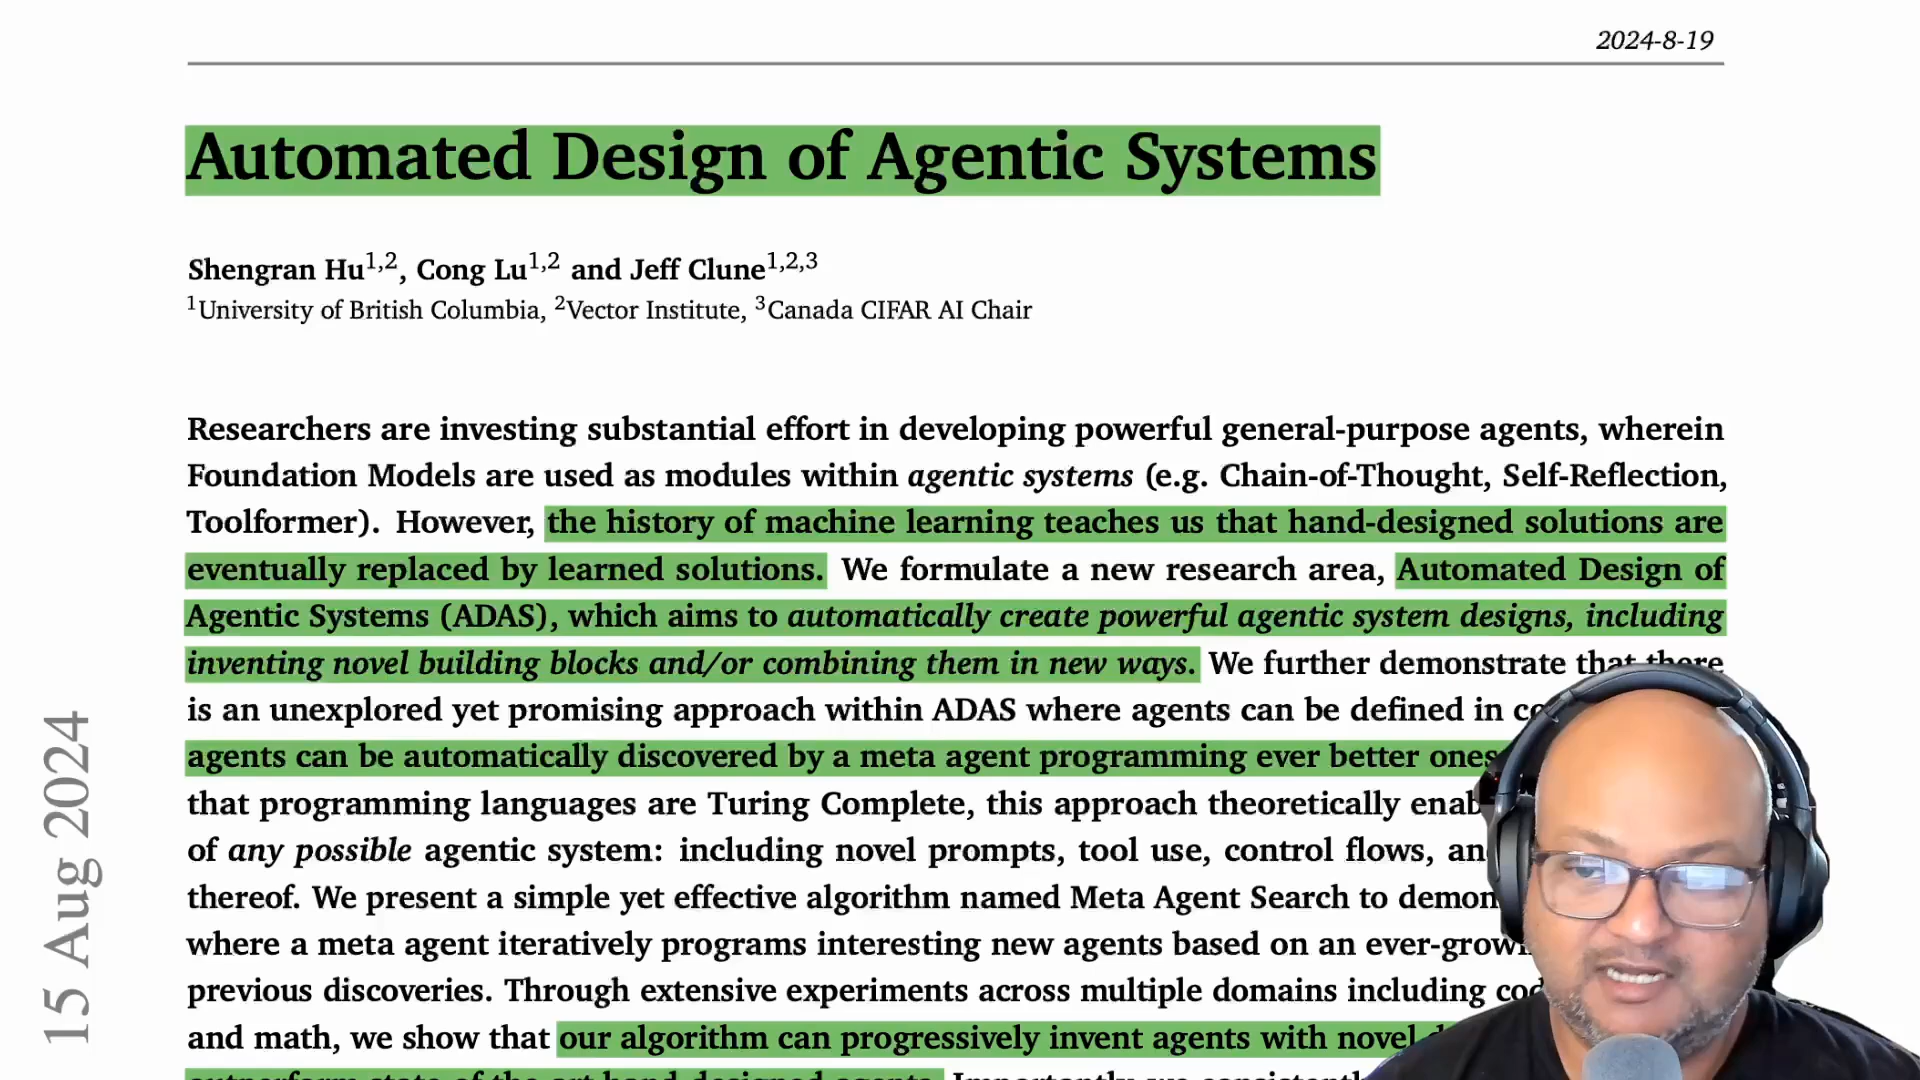 2024-8-19
Automated Design of Agentic Systems
Shengran Hu1,2, Cong Lu1,2 and Jeff Clune1,2,3
1University of British Columbia, 2Vector Institute, 3Canada CIFAR AI Chair
Researchers are investing substantial effort in developing powerful general-purpose agents, wherein
Foundation Models are used as modules within agentic systems (e.g. Chain-of-Thought, Self-Reflection,
Toolformer). However, the history of machine learning teaches us that hand-designed solutions are
eventually replaced by learned solutions. We formulate a new research area, Automated Design of
Agentic Systems (ADAS), which aims to automatically create powerful agentic system designs, including
inventing novel building blocks and/or combining them in new ways. We further demonstrate that there
is an unexplored yet promising approach within ADAS where agents can be defined in
agents can be automatically discovered by a meta agent programming ever better ones
that programming languages are Turing Complete, this approach theoretically
of any possible agentic system: including novel prompts, tool use, control flows,
thereof. We present a simple yet effective algorithm named Meta Agent Search to
where a meta agent iteratively programs interesting new agents based on an
previous discoveries. Through extensive experiments across multiple domains including
and math, we show that our algorithm can progressively invent agents with novel
15 Aug 2024